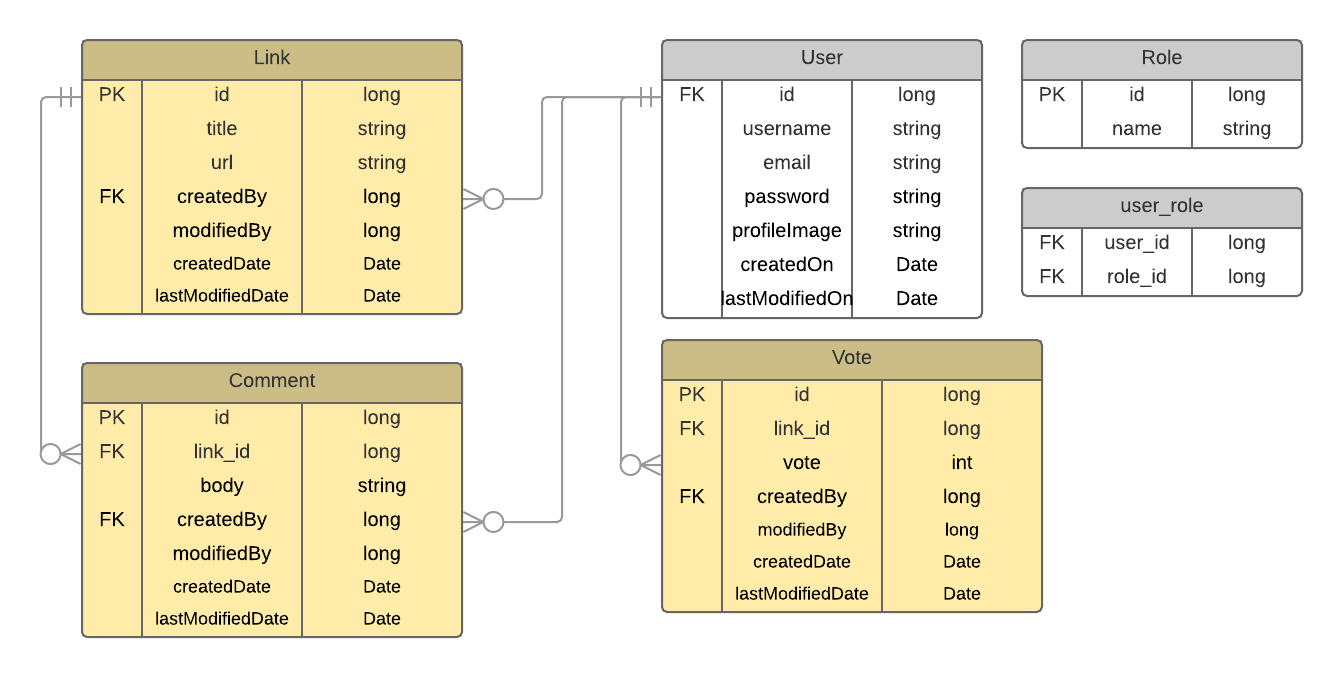 Link
PK id long
title string
url string
FK createdBy long
modifiedBy long
createdDate Date
lastModifiedDate Date
Comment
PK id long
FK link_id long
body string
FK createdBy long
modifiedBy long
createdDate Date
lastModifiedDate Date
User
FK id long
username string
email string
password string
profileImage string
createdOn Date
lastModifiedOn Date
Vote
PK id long
FK link_id long
vote int
FK createdBy long
modifiedBy long
createdDate Date
lastModifiedDate Date
Role
PK id long
name string
user_role
FK user_id long
FK role_id long